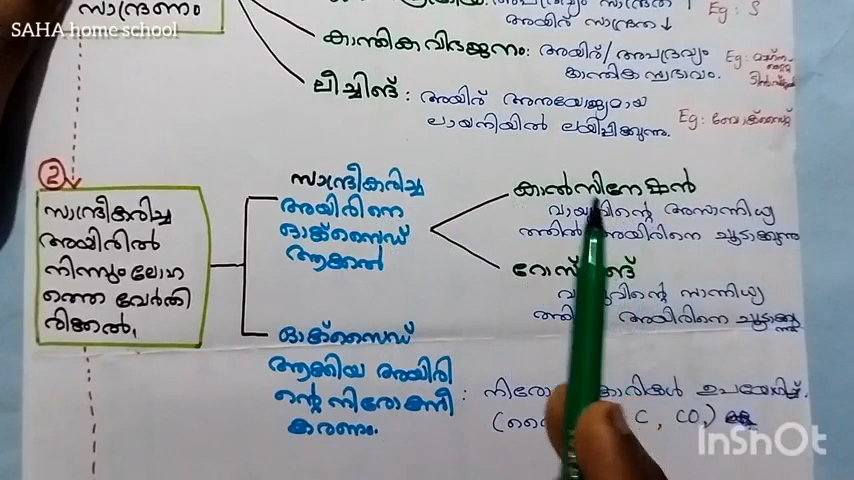 സാന്ദ്രണം
SAHA home school
അയിര് സാന്ദ്രത ↓
Eg : S
കാന്തിക വിഭജനം : അയിര് / അപദ്രവ്യം
കാന്തിക സ്വഭാവം.
ലീച്ചിങ് : അയിര് അനുയോജ്യമായ
ലായനിയിൽ ലയിപ്പിക്കുന്നു.
Eg : ബോക്സൈറ്റ്
2
സാന്ദ്രീകരിച്ച
അയിരിൽ
നിന്നും ലോഹ
ത്തെ വേർതി
രിക്കൽ.
സാന്ദ്രീകരിച്ച
അയിരിനെ
ഓക്സൈഡ്
ആക്കൽ
കാൽസിനേഷൻ
വായുവിന്റെ അസാന്നിധ്യ
ത്തിൽ അയിരിനെ ചൂടാക്കുന്നു
സാന്നിധ്യ
അയിരിനെ ചൂടാക്കുന്നു
ഓക്സൈഡ്
ആക്കിയ അയിരി
ന്റെ നിരോക്സീ
കരണം.
: ഉപയോഗിച്ച്.
C, CO)
InShOt